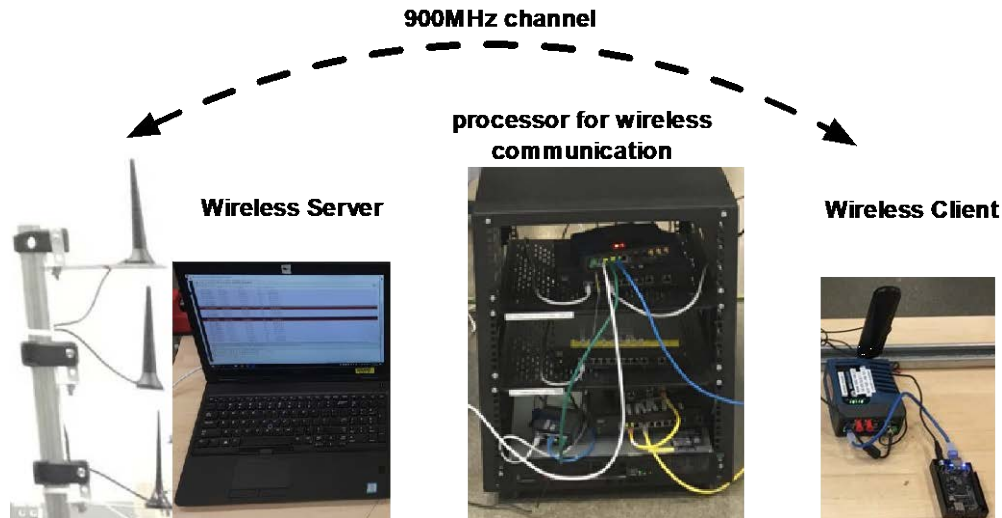 900MHz channel
processor for wireless
communication
Wireless Server
Wireless Client